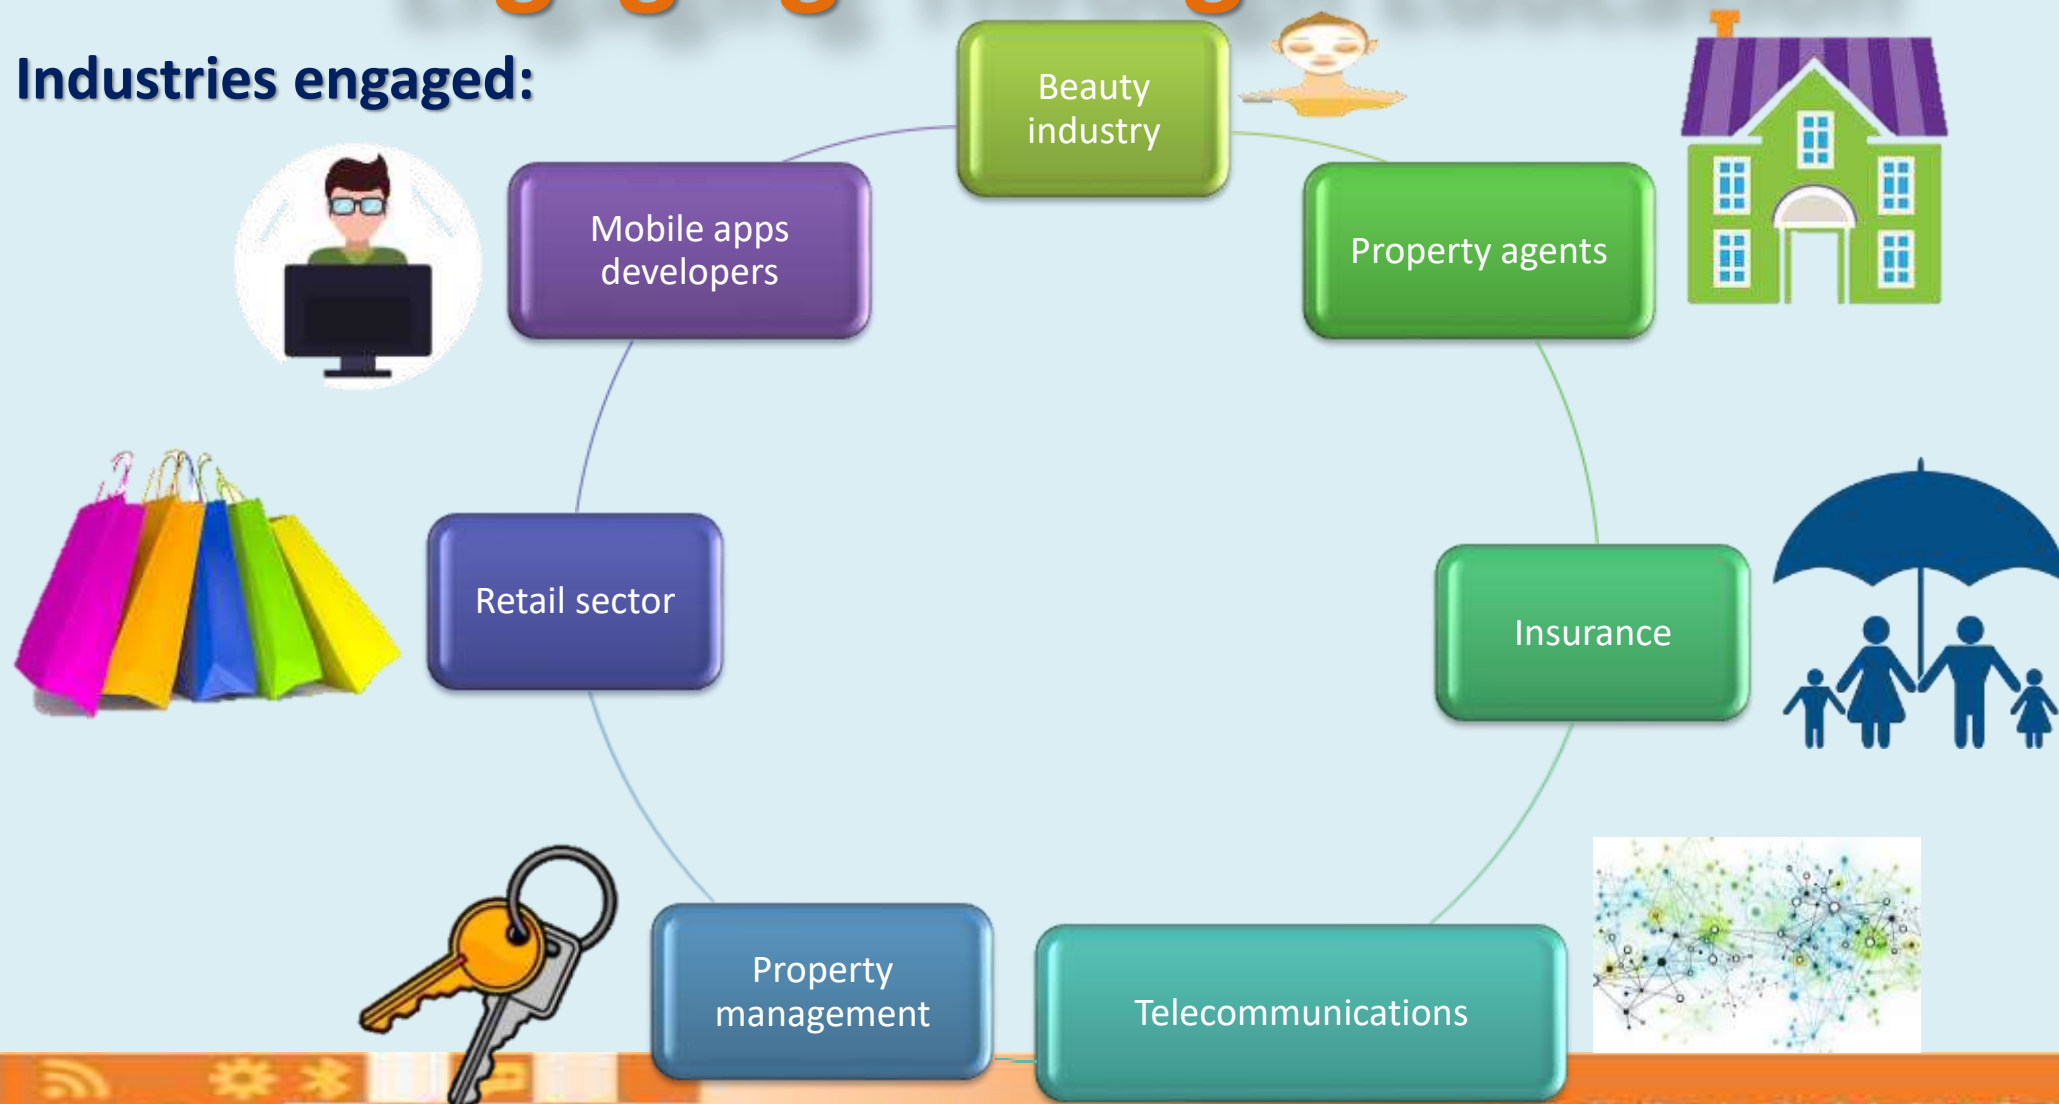 Industries engaged:
Beauty
industry
Mobile apps
developers
Property agents
Retail sector
Insurance
Property
management
Telecommunications